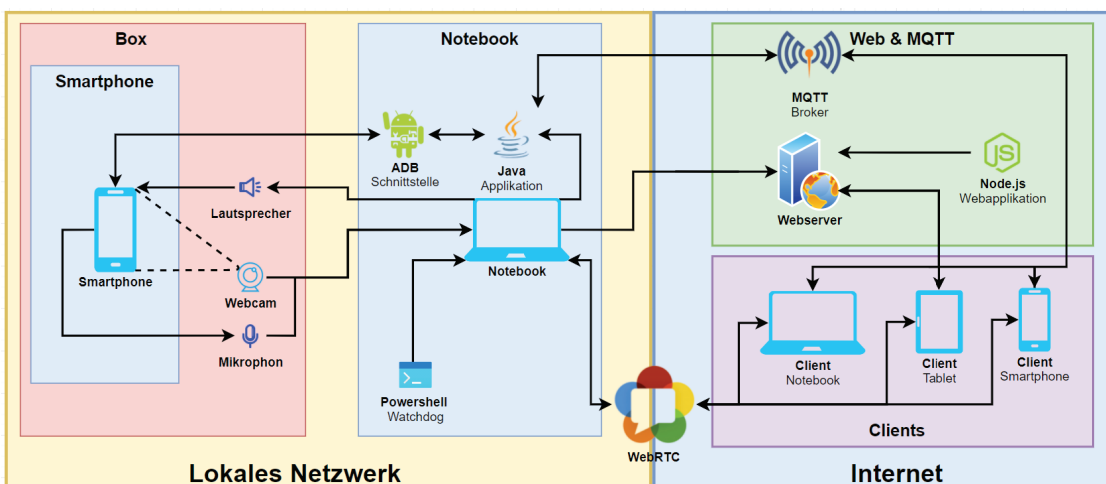 Box
Notebook
Web & MQTT
Smartphone
MQTT
Broker
ADB
Schnittstelle
Java
Applikation
JS
Node.js
Webapplikation
Lautsprecher
Webserver
Smartphone
Webcam
Notebook
Mikrophon
Client
Notebook
Client
Tablet
Client
Smartphone
Powershell
Watchdog
Clients
WebRTC
Lokales Netzwerk
Internet